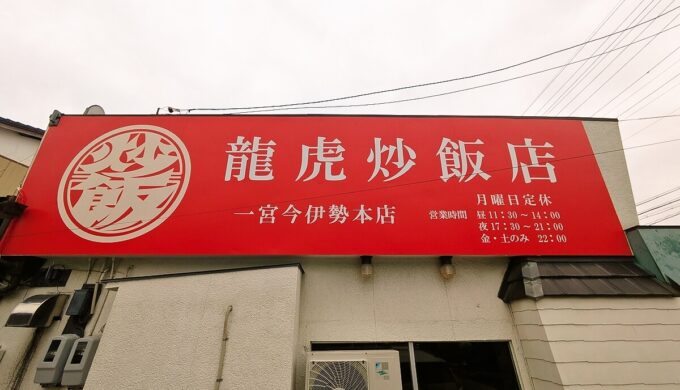 炒飯
龍虎炒飯店
一宮今伊勢本店
月曜日定休
営業時間 昼11:30〜14:00
夜17:30〜21:00
金・土のみ 22:00